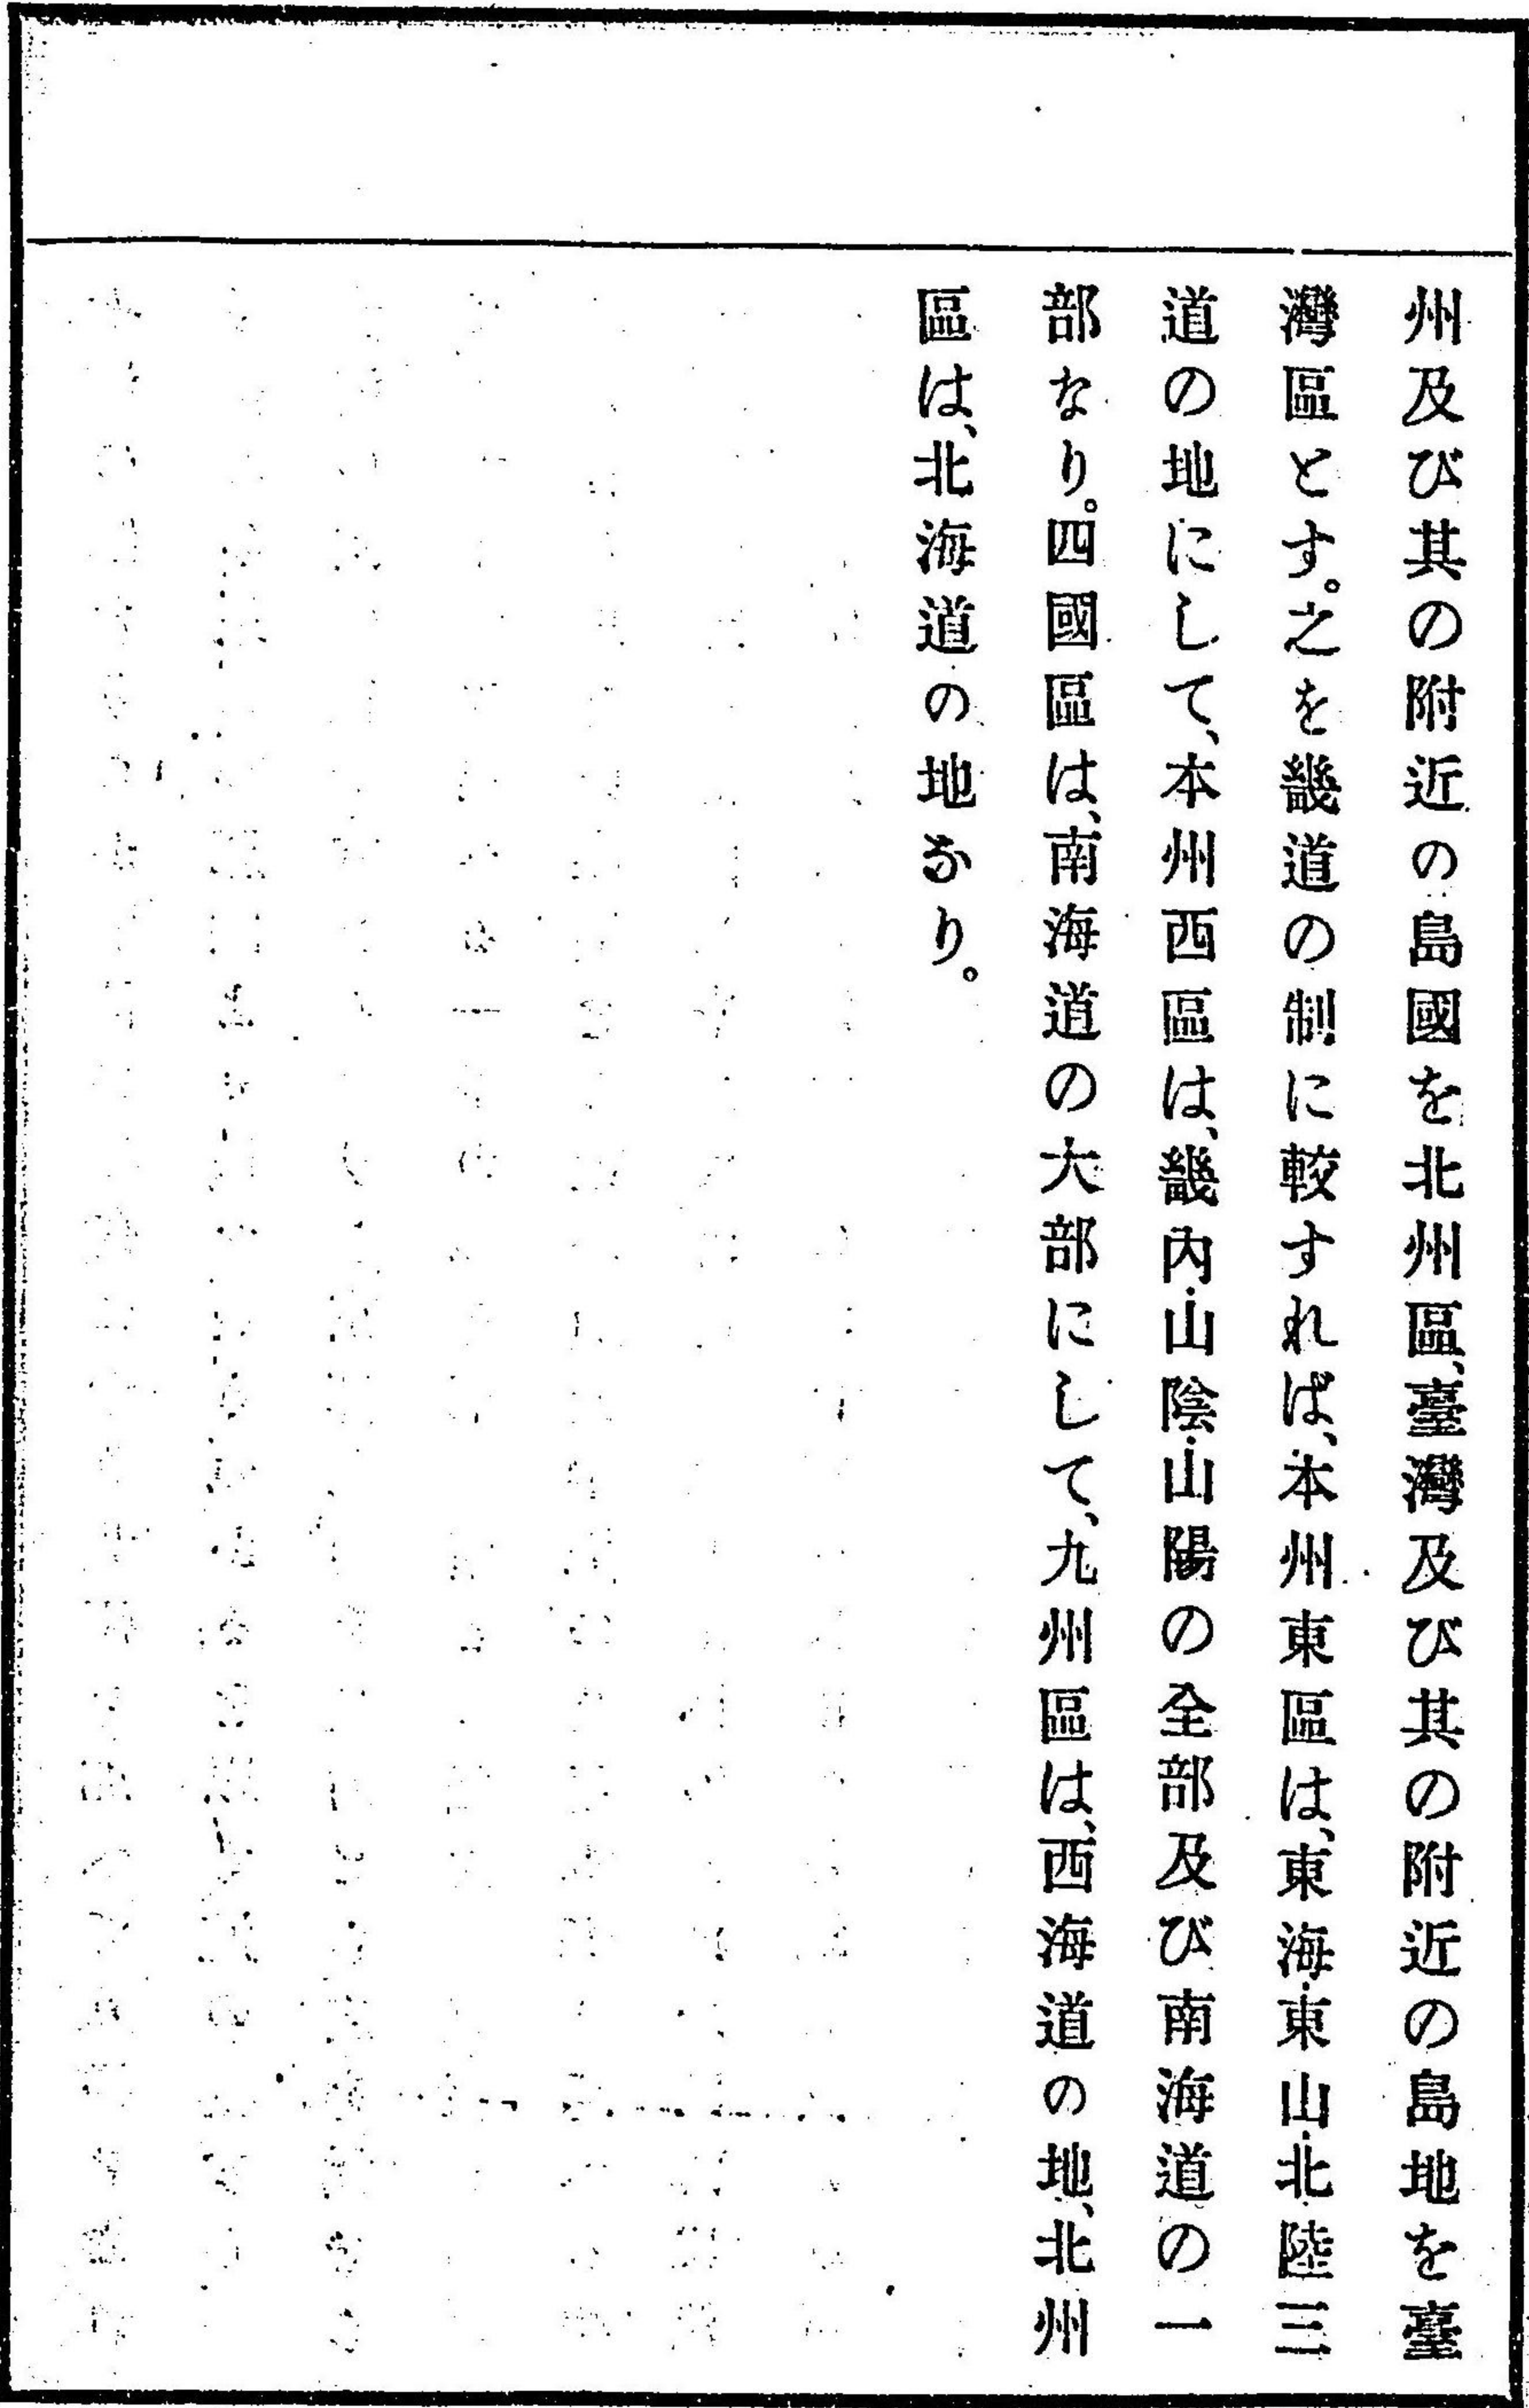 州及び其の附近の島國を北州區、臺灣及び其の附近の島地を臺
灣區とす。之を畿道の制に較すれば、本州東區は、東海・東山・北陸三
道の地にして、本州西區は、畿內・山陰・山陽の全部及び南海道の一
部なり。四國區は、南海道の大部にして、九州區は、西海道の地、北州
區は、北海道の地なり。